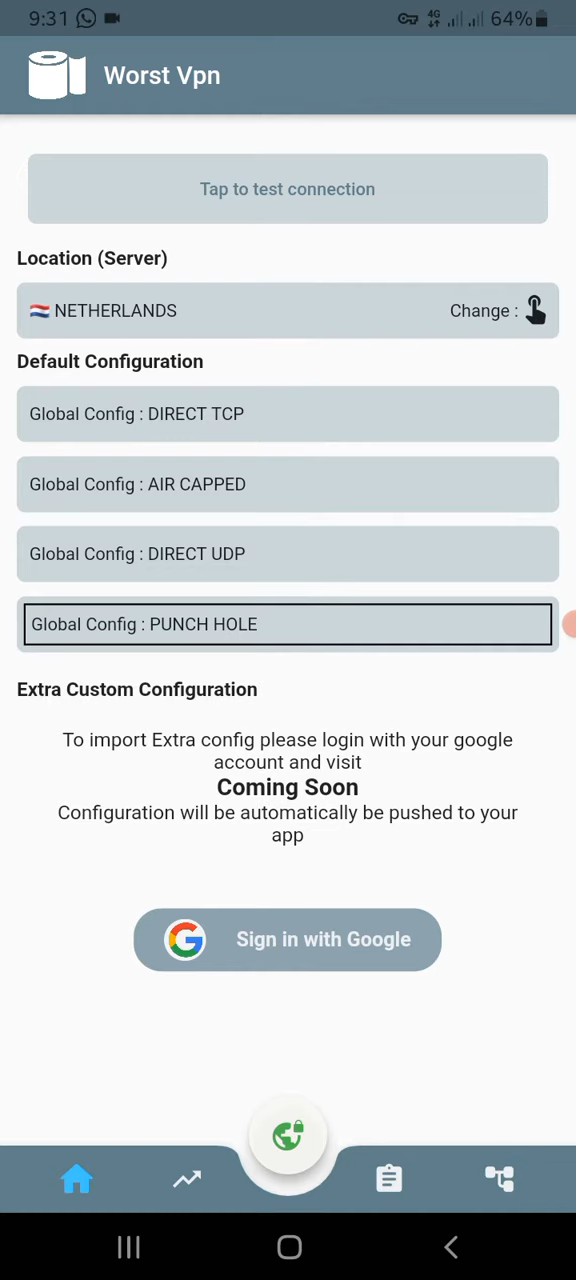 9:31 4G 64%
Worst Vpn
Tap to test connection
Location (Server)
NETHERLANDS Change :
Default Configuration
Global Config : DIRECT TCP
Global Config : AIR CAPPED
Global Config : DIRECT UDP
Global Config : PUNCH HOLE
Extra Custom Configuration
To import Extra config please login with your google
account and visit
Coming Soon
Configuration will be automatically be pushed to your
app
Sign in with Google